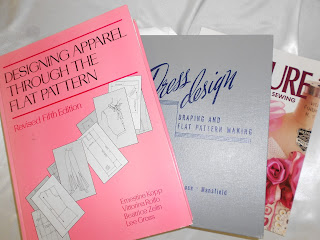 DESIGNING APPAREL
THROUGH THE
FLAT PATTERN
Revised Fifth Edition
Ernestine Kopp
Vittorina Rolfo
Beatrice Zelin
Lee Gross
Dress
Design
DRAPING AND
FLAT PATTERN MAKING
Mansfield
URE
SEWING